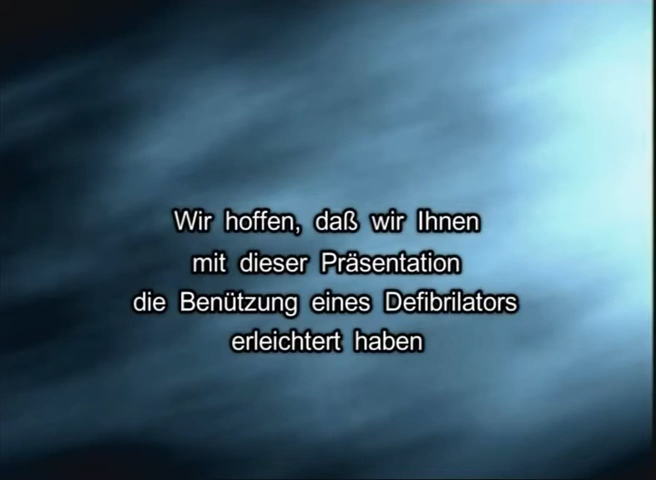 Wir hoffen, daß wir Ihnen
mit dieser Präsentation
die Benützung eines Defibrilators
erleichtert haben